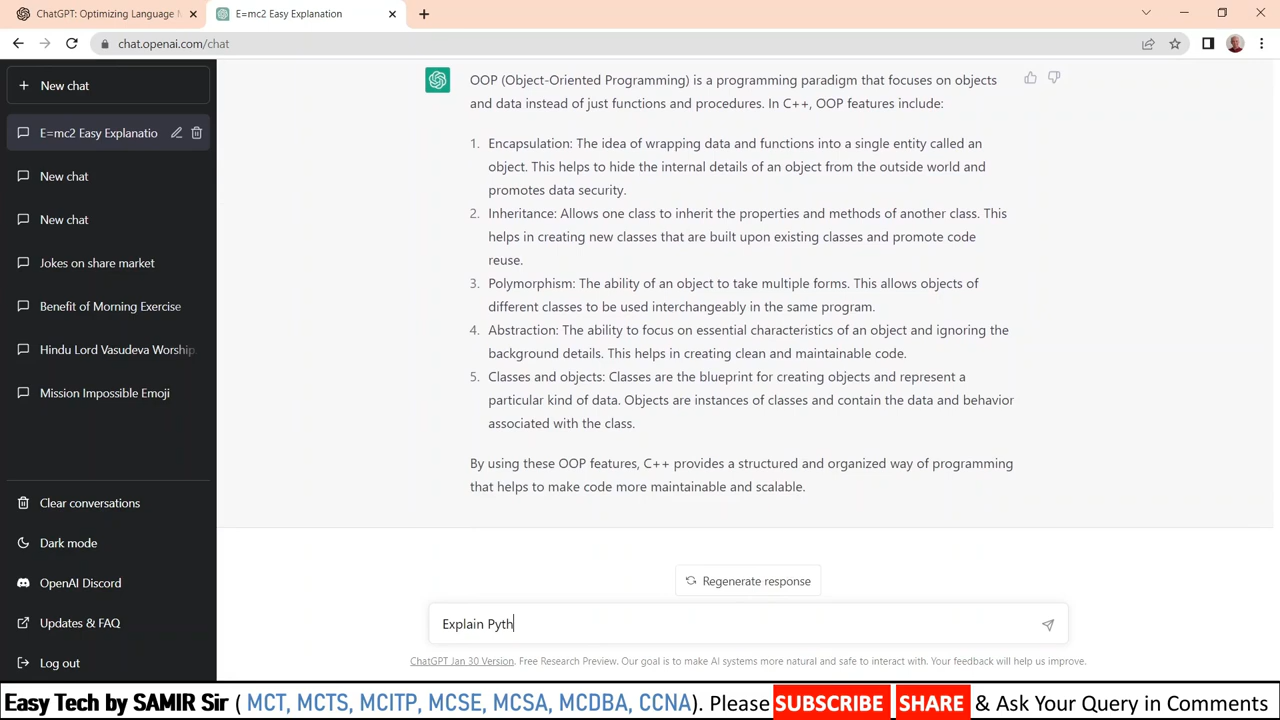 ChatGPT: Optimizing Language M
E=mc2 Easy Explanation
chat.openai.com/chat
New chat
E=mc2 Easy Explanatio
New chat
New chat
Jokes on share market
Benefit of Morning Exercise
Hindu Lord Vasudeva Worship.
Mission Impossible Emoji
Clear conversations
Dark mode
OpenAI Discord
Updates & FAQ
Log out
OOP (Object-Oriented Programming) is a programming paradigm that focuses on objects
and data instead of just functions and procedures. In C++, OOP features include:
1. Encapsulation: The idea of wrapping data and functions into a single entity called an
object. This helps to hide the internal details of an object from the outside world and
promotes data security.
2. Inheritance: Allows one class to inherit the properties and methods of another class. This
helps in creating new classes that are built upon existing classes and promote code
reuse.
3. Polymorphism: The ability of an object to take multiple forms. This allows objects of
different classes to be used interchangeably in the same program.
4. Abstraction: The ability to focus on essential characteristics of an object and ignoring the
background details. This helps in creating clean and maintainable code.
5. Classes and objects: Classes are the blueprint for creating objects and represent a
particular kind of data. Objects are instances of classes and contain the data and behavior
associated with the class.
By using these OOP features, C++ provides a structured and organized way of programming
that helps to make code more maintainable and scalable.
Regenerate response
Explain Pyth
ChatGPT Jan 30 Version. Free Research Preview. Our goal is to make AI systems more natural and safe to interact with. Your feedback will help us improve.
Easy Tech by SAMIR Sir ( MCT, MCTS, MCITP, MCSE, MCSA, MCDBA, CCNA). Please SUBSCRIBE SHARE & Ask Your Query in Comments